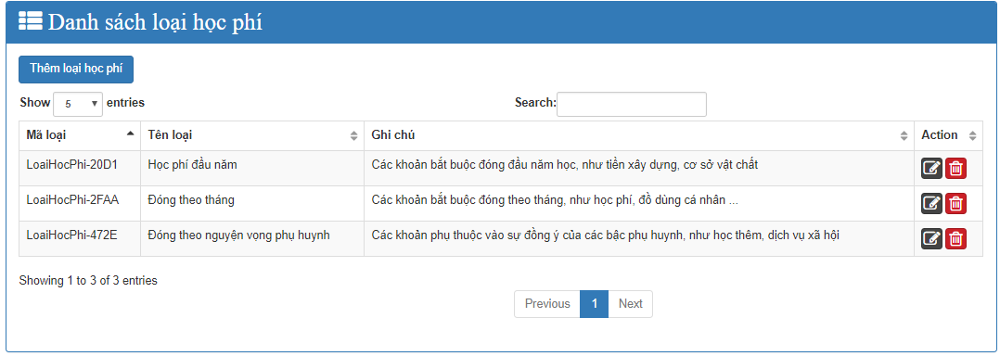 Danh sách loại học phí
Thêm loại học phí
Show 5 entries Search:
Mã loại Tên loại Ghi chú Action
LoaiHocPhi-20D1 Học phí đầu năm Các khoản bắt buộc đóng đầu năm học, như tiền xây dựng, cơ sở vật chất
LoaiHocPhi-2FAA Đóng theo tháng Các khoản bắt buộc đóng theo tháng, như học phí, đồ dùng cá nhân ...
LoaiHocPhi-472E Đóng theo nguyện vọng phụ huynh Các khoản phụ thuộc vào sự đồng ý của các bậc phụ huynh, như học thêm, dịch vụ xã hội
Showing 1 to 3 of 3 entries
Previous 1 Next